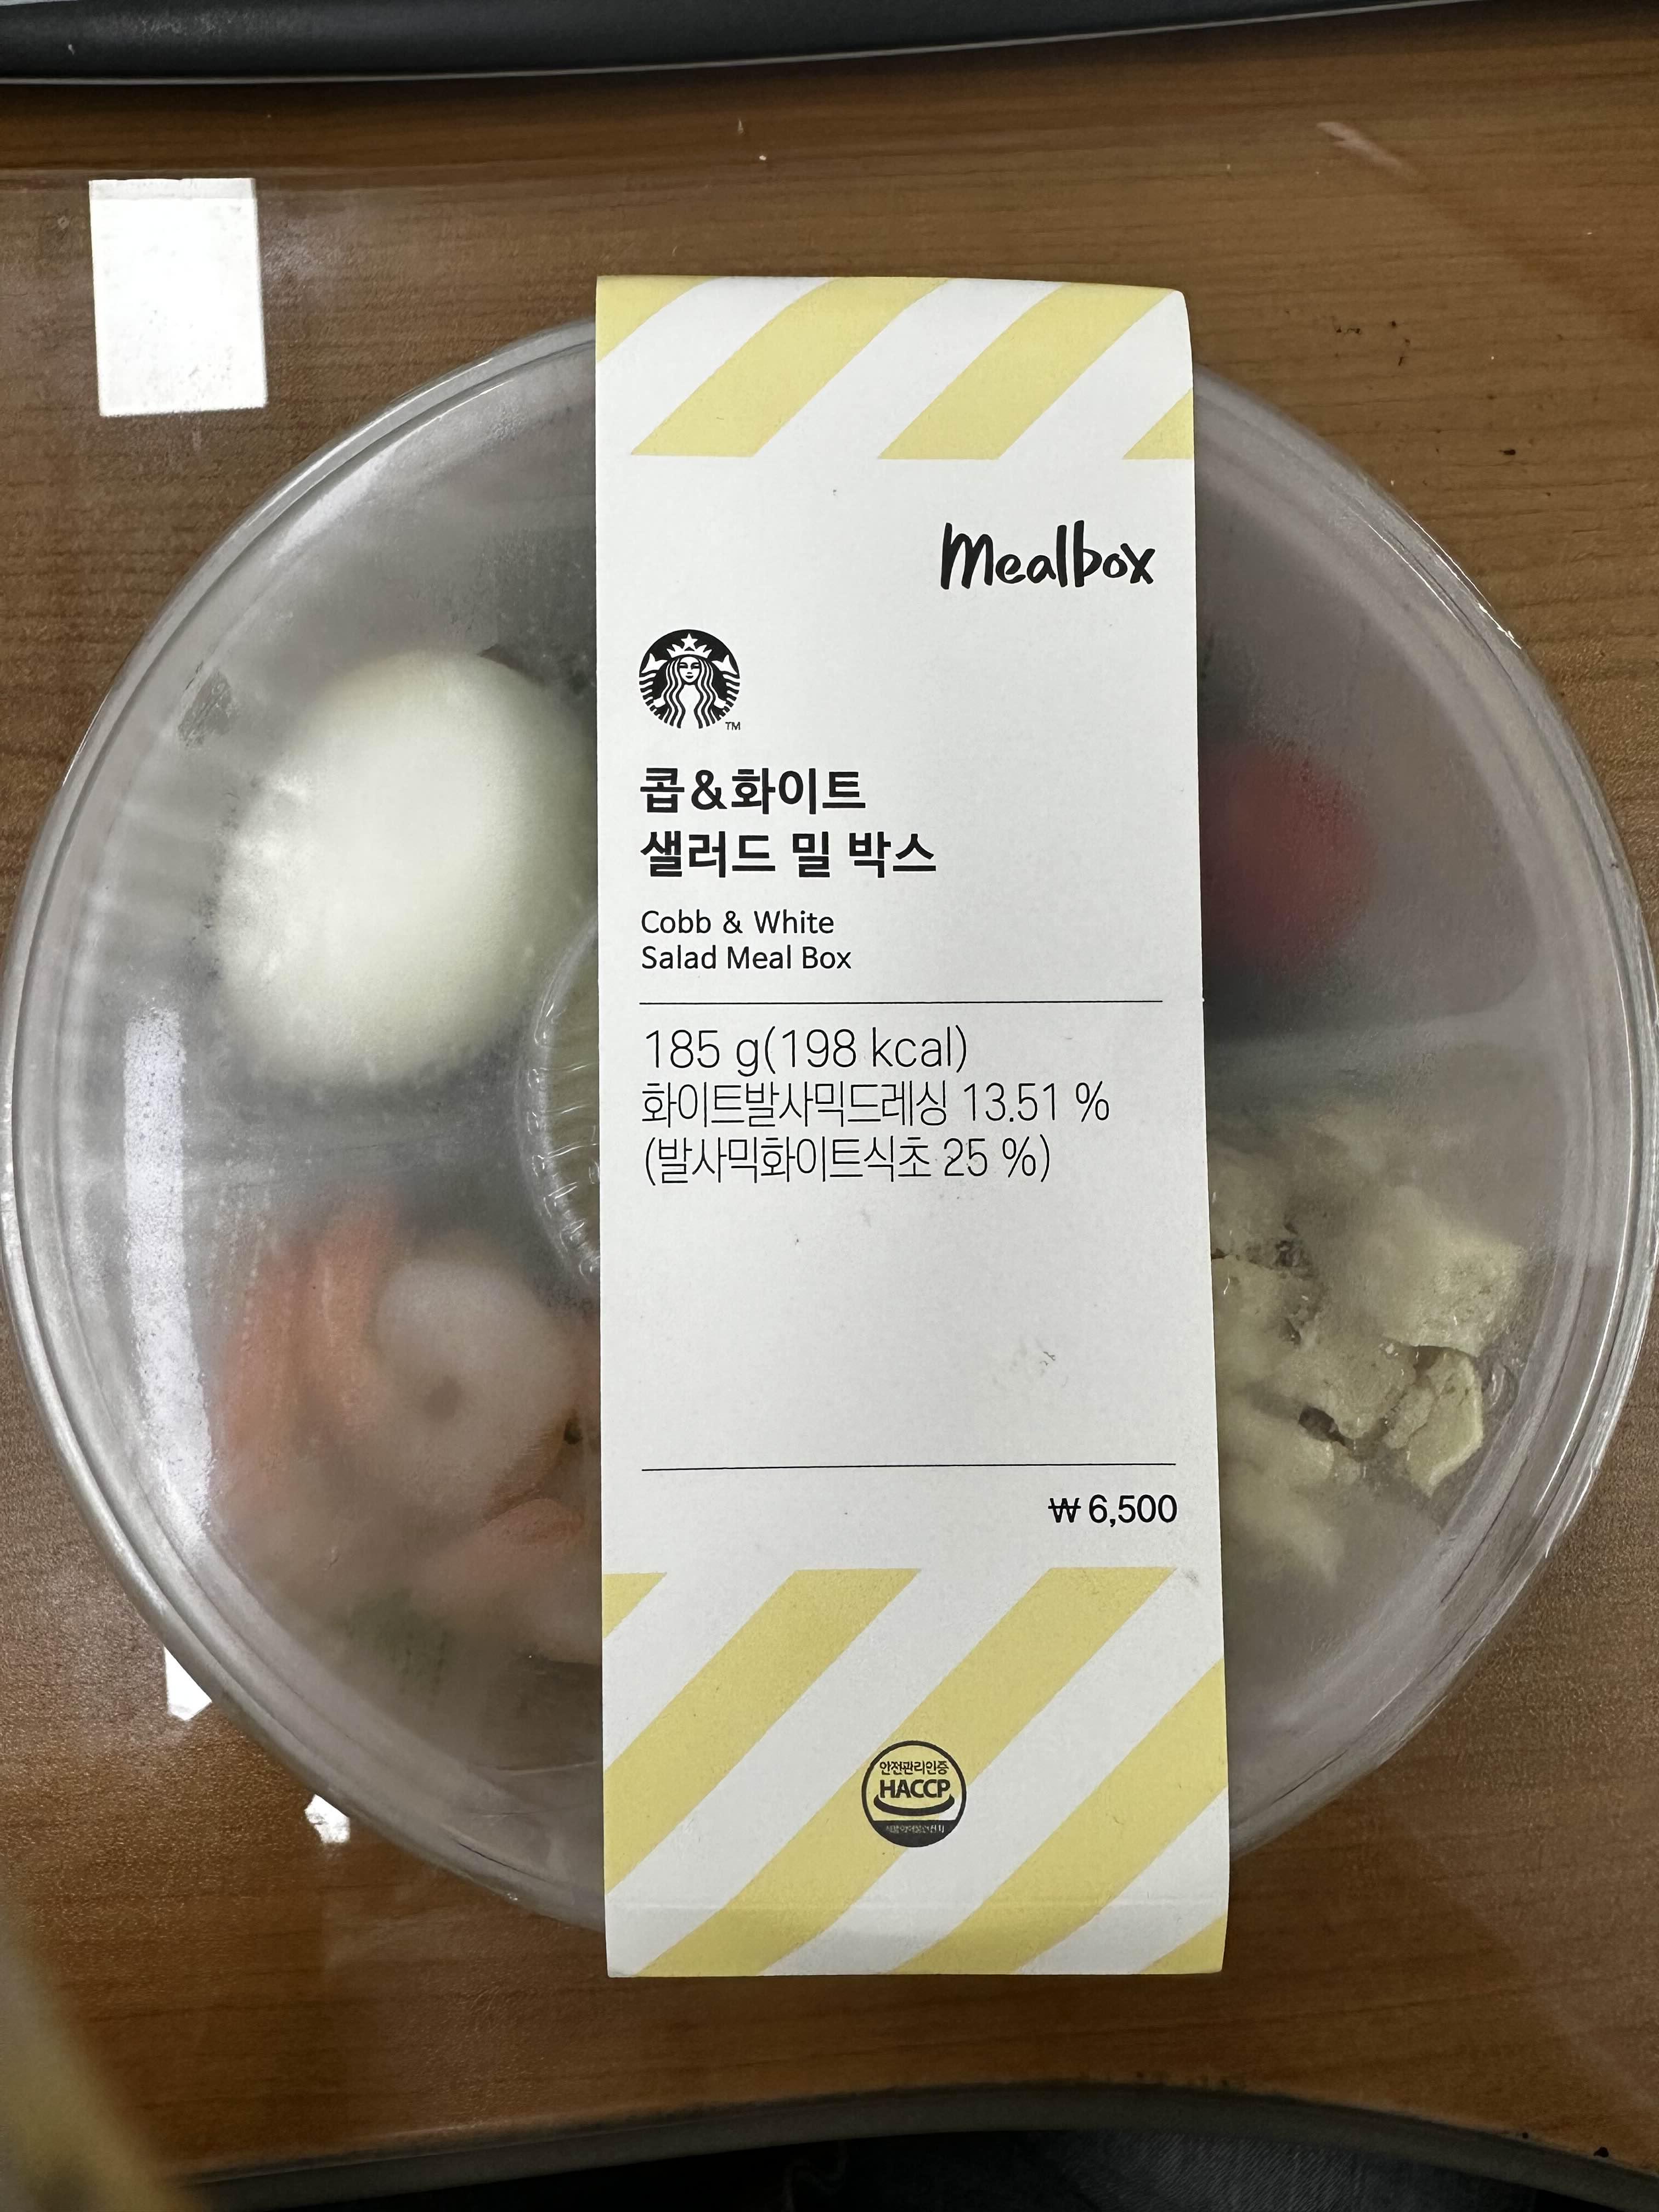 Mealbox
TM
콥&화이트
샐러드 밀 박스
Cobb & White
Salad Meal Box
185 g(198 kcal)
화이트발사믹드레싱 13.51 %
(발사믹화이트식초 25 %)
₩ 6,500
안전관리인증
HACCP